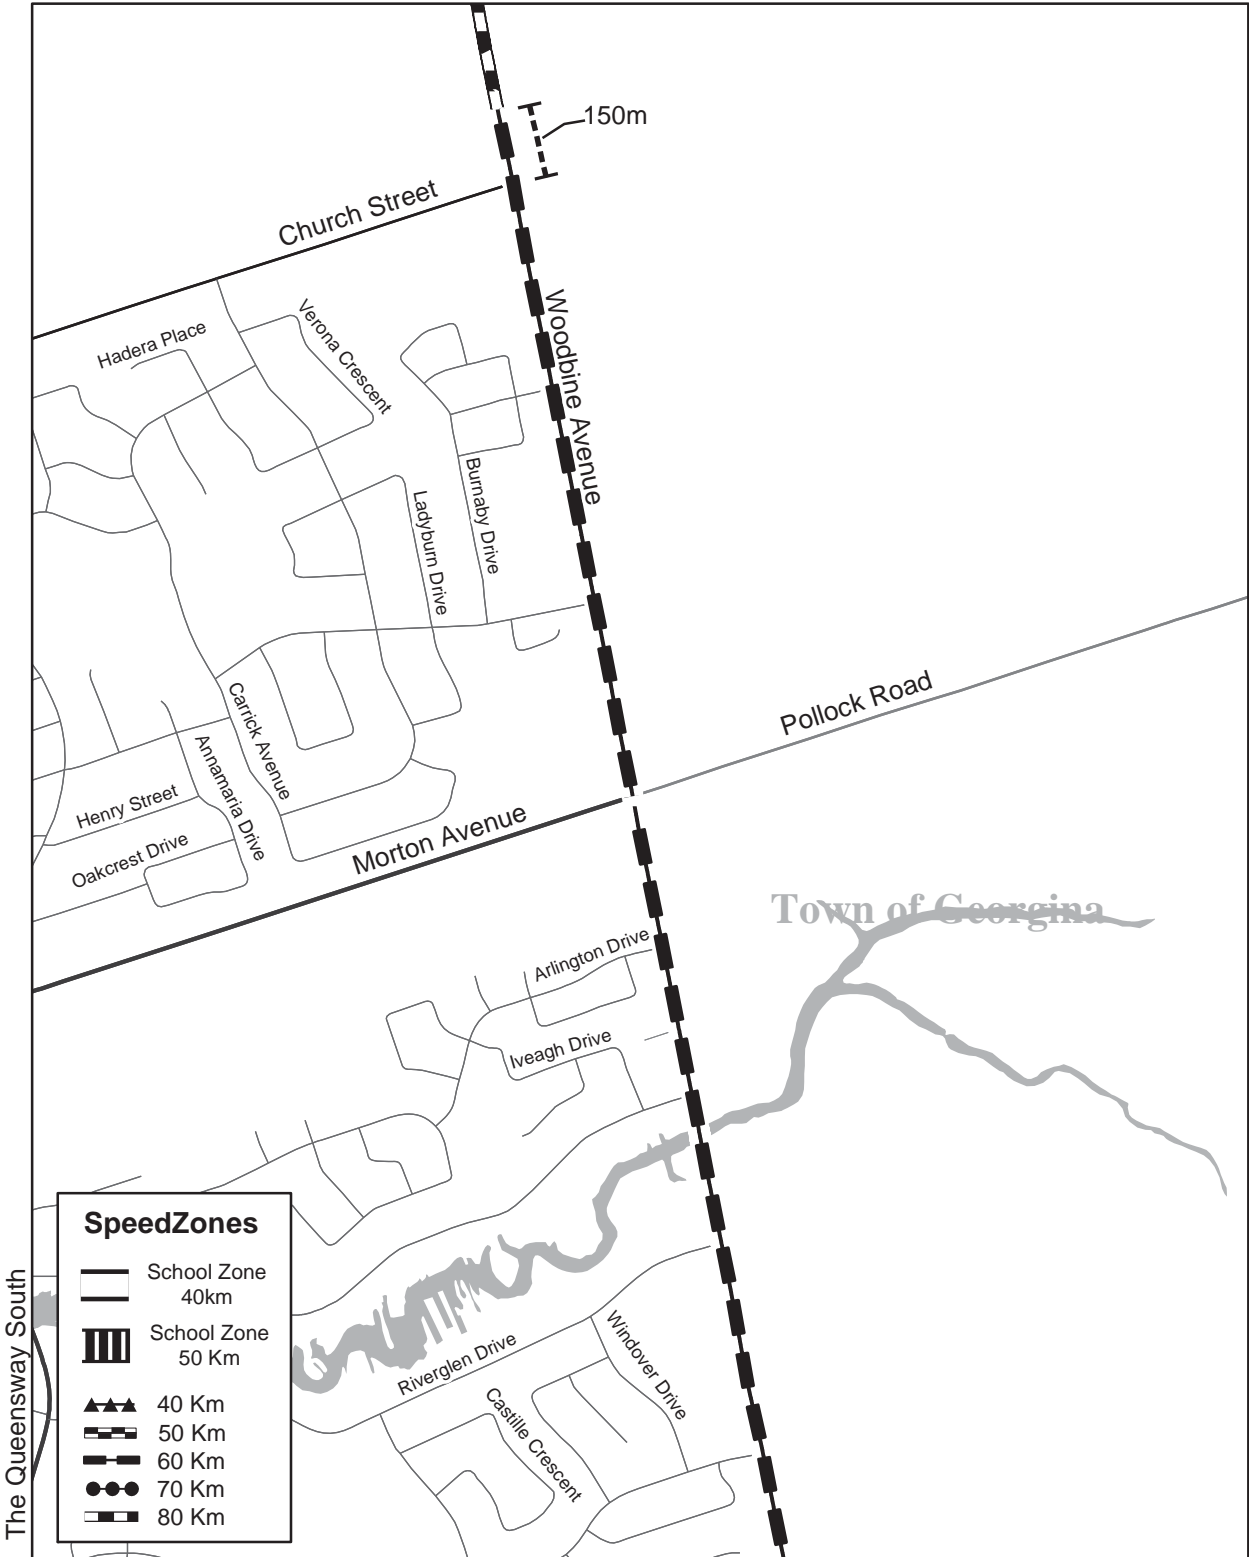 150m
Church Street
Hadera Place
Verona Crescent
Woodbine Avenue
Burnaby Drive
Ladyburn Drive
Pollock Road
Carrick Avenue
Annamaria Drive
Henry Street
Oakcrest Drive
Morton Avenue
Town of Georgina
Arlington Drive
Iveagh Drive
Riverglen Drive
Windover Drive
Castille Crescent
The Queensway South
SpeedZones
School Zone
40km
School Zone
50 Km
40 Km
50 Km
60 Km
70 Km
80 Km